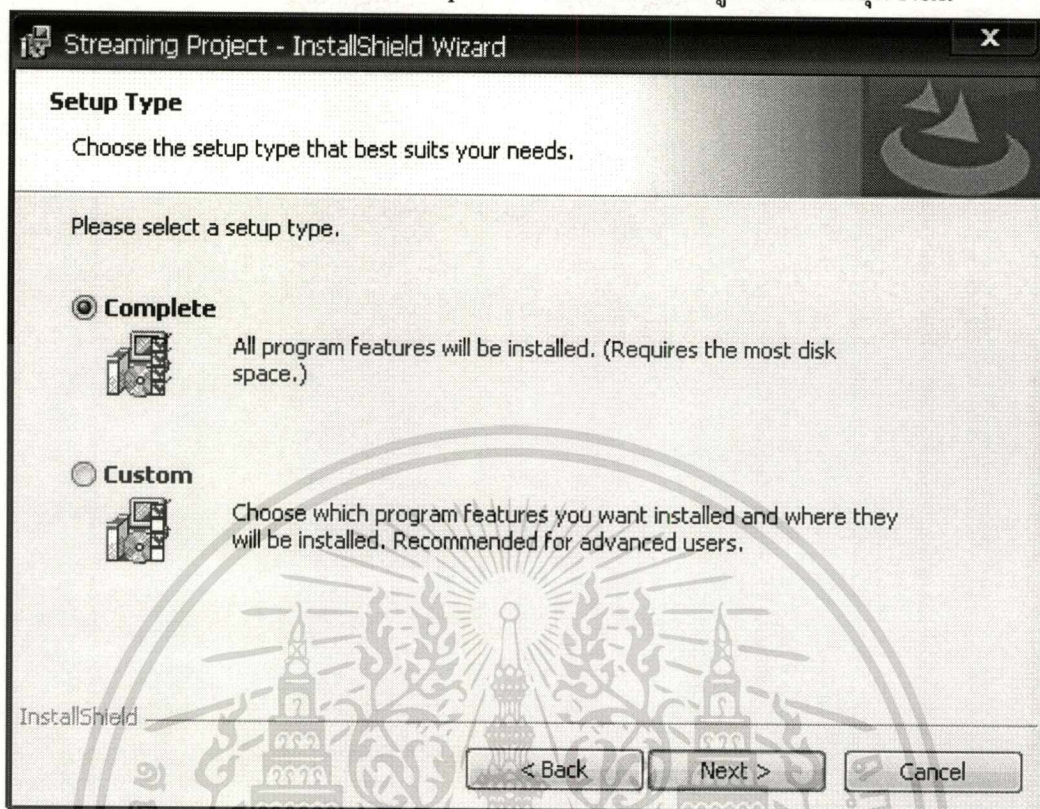 Streaming Project - InstallShield Wizard
Setup Type
Choose the setup type that best suits your needs.
Please select a setup type.
Complete
All program features will be installed. (Requires the most disk
space.)
Custom
Choose which program features you want installed and where they
will be installed. Recommended for advanced users.
InstallShield
< Back
Next >
Cancel